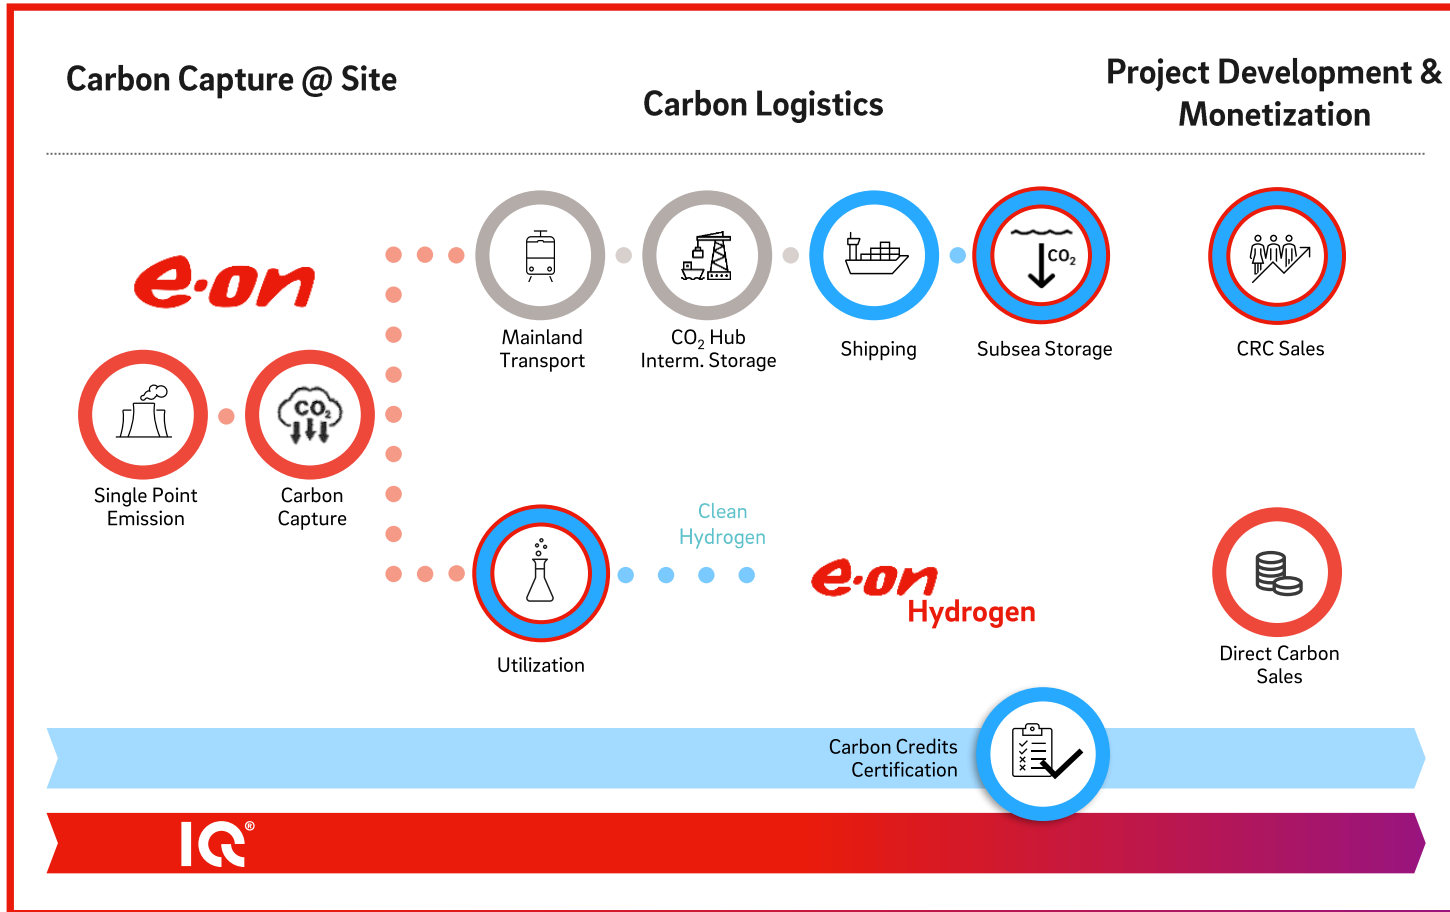 Carbon Capture @ Site
Carbon Logistics
Project Development &
Monetization
e·on
Mainland
Transport
CO₂ Hub
Interm. Storage
Shipping
CO₂
Subsea Storage
CRC Sales
CO₂
Single Point
Emission
Carbon
Capture
Clean
Hydrogen
e·on
Hydrogen
Utilization
Direct Carbon
Sales
Carbon Credits
Certification
IQ®